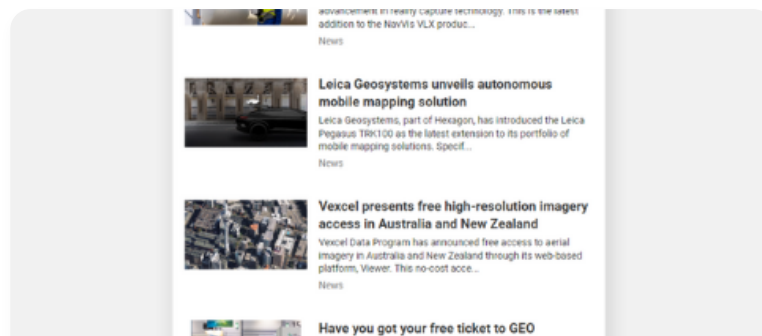 advancement in reality capture technology. This is the latest
addition to the NavVis VLX produc...
News
Leica Geosystems unveils autonomous
mobile mapping solution
Leica Geosystems, part of Hexagon, has introduced the Leica
Pegasus TRK100 as the latest extension to its portfolio of
mobile mapping solutions. Specif...
News
Vexcel presents free high-resolution imagery
access in Australia and New Zealand
Vexcel Data Program has announced free access to aerial
imagery in Australia and New Zealand through its web-based
platform, Viewer. This no-cost acce...
News
Have you got your free ticket to GEO